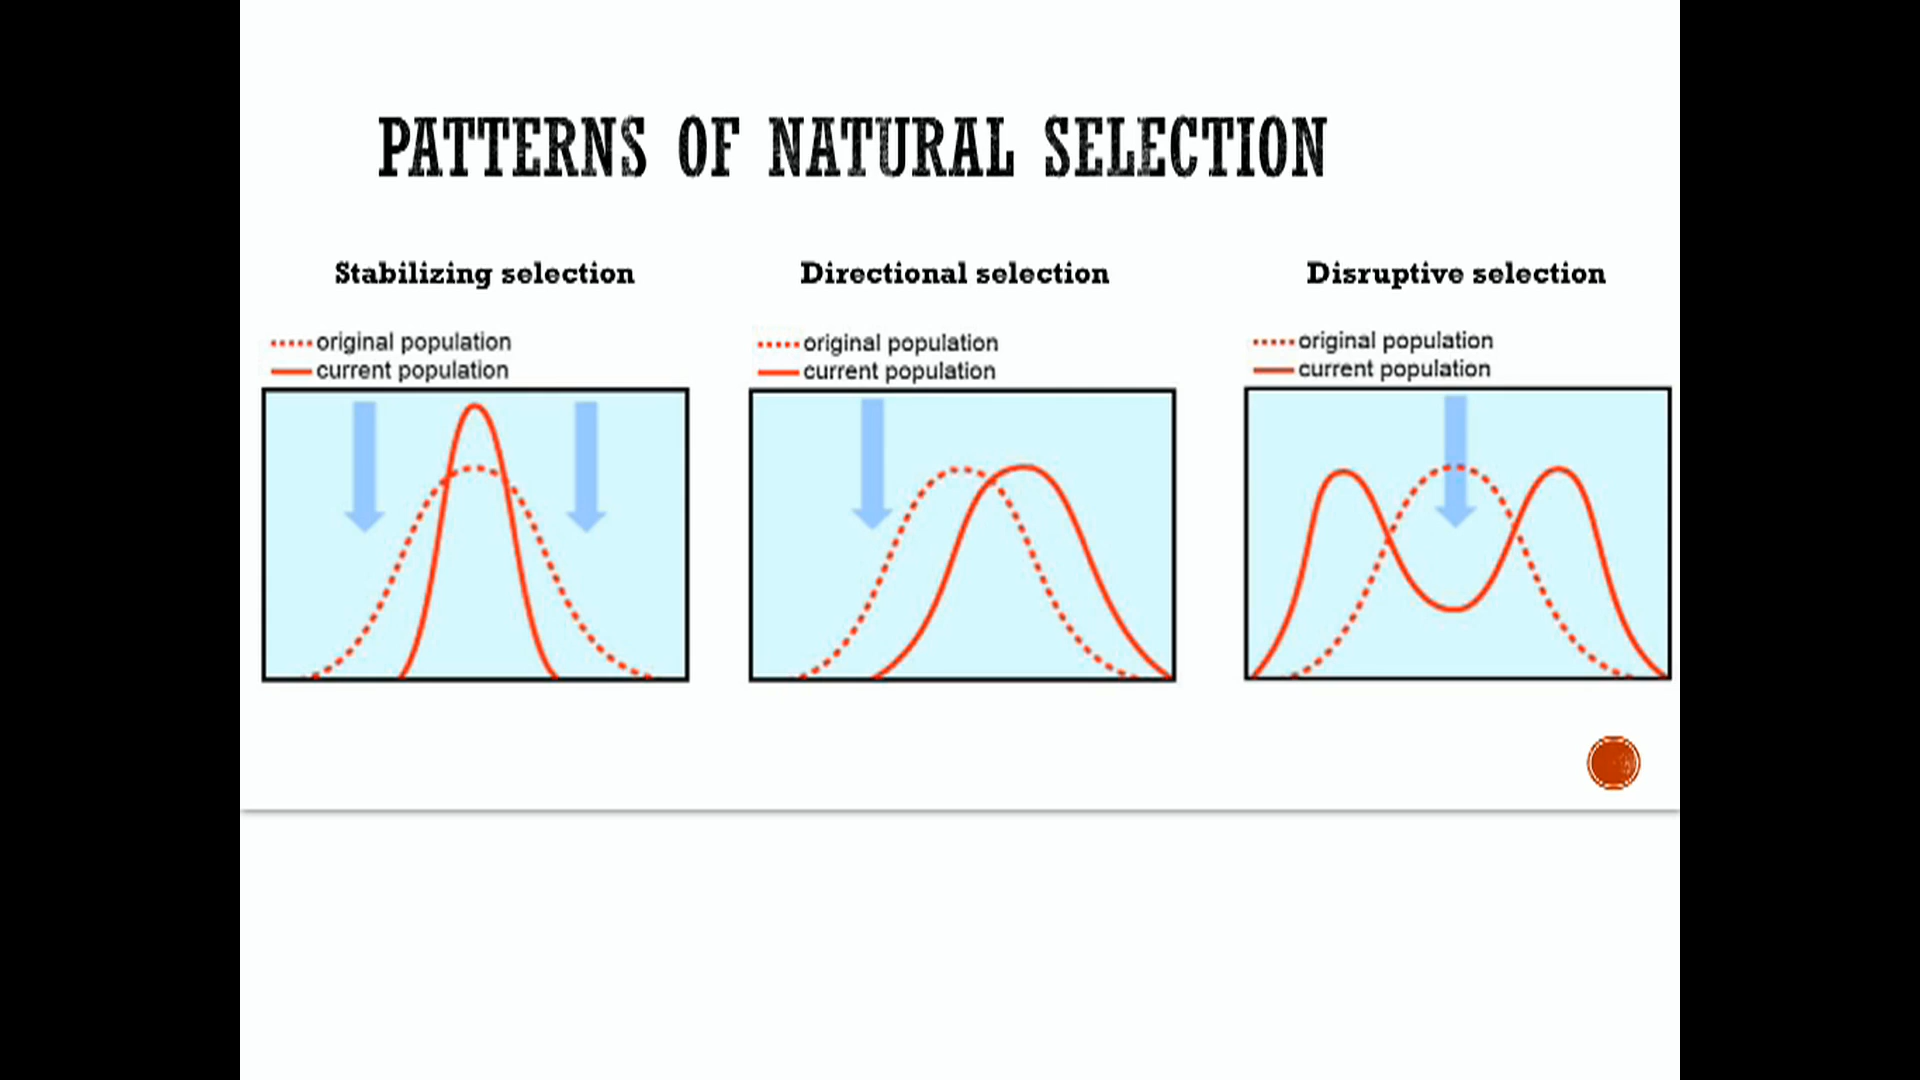 PATTERNS OF NATURAL SELECTION
Stabilizing selection
original population
current population
Directional selection
original population
current population
Disruptive selection
original population
current population